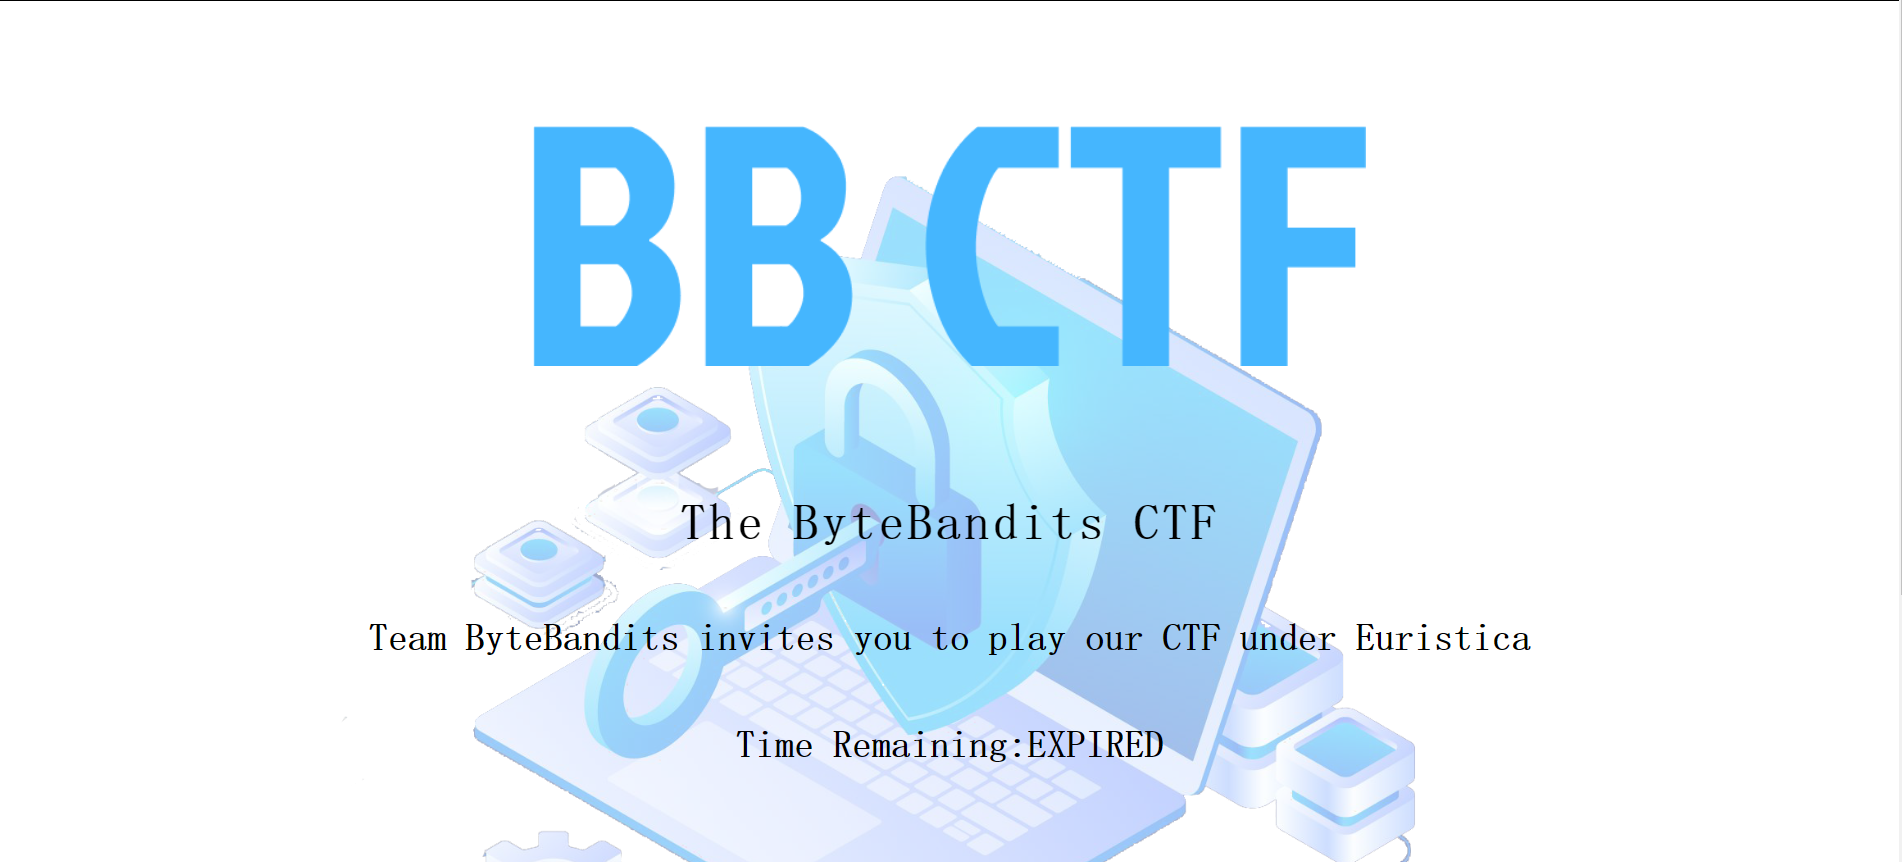 BB CTF
The ByteBandits CTF
Team ByteBandits invites you to play our CTF under Euristica
Time Remaining:EXPIRED